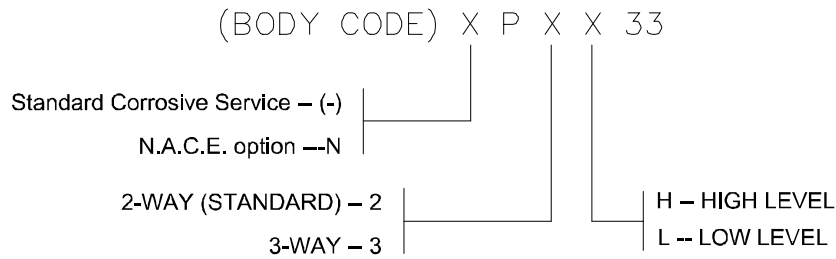 (BODY CODE) X P X X 33
Standard Corrosive Service – (-)
N.A.C.E. option –-N
2-WAY (STANDARD) – 2
3-WAY – 3
H – HIGH LEVEL
L -- LOW LEVEL